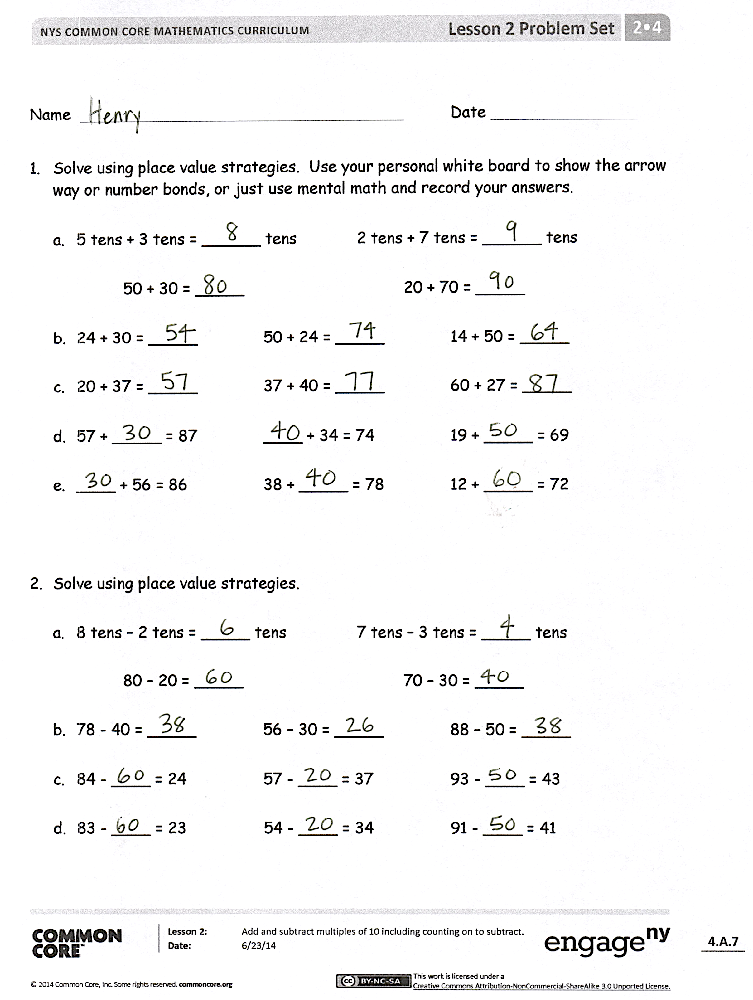 NYS COMMON CORE MATHEMATICS CURRICULUM Lesson 2 Problem Set 2•4
Name Henry Date
1. Solve using place value strategies. Use your personal white board to show the arrow
way or number bonds, or just use mental math and record your answers.
a. 5 tens + 3 tens = 8 tens 2 tens + 7 tens = 9 tens
50 + 30 = 80 20 + 70 = 90
b. 24 + 30 = 54 50 + 24 = 74 14 + 50 = 64
c. 20 + 37 = 57 37 + 40 = 77 60 + 27 = 87
d. 57 + 30 = 87 40 + 34 = 74 19 + 50 = 69
e. 30 + 56 = 86 38 + 40 = 78 12 + 60 = 72
2. Solve using place value strategies.
a. 8 tens – 2 tens = 6 tens 7 tens – 3 tens = 4 tens
80 – 20 = 60 70 – 30 = 40
b. 78 - 40 = 38 56 – 30 = 26 88 – 50 = 38
c. 84 - 60 = 24 57 - 20 = 37 93 - 50 = 43
d. 83 - 60 = 23 54 - 20 = 34 91 - 50 = 41
COMMON CORE™
Lesson 2: Add and subtract multiples of 10 including counting on to subtract.
Date: 6/23/14
engageny
4.A.7
© 2014 Common Core, Inc. Some rights reserved. commoncore.org
cc BY-NC-SA
This work is licensed under a
Creative Commons Attribution-NonCommercial-ShareAlike 3.0 Unported License.